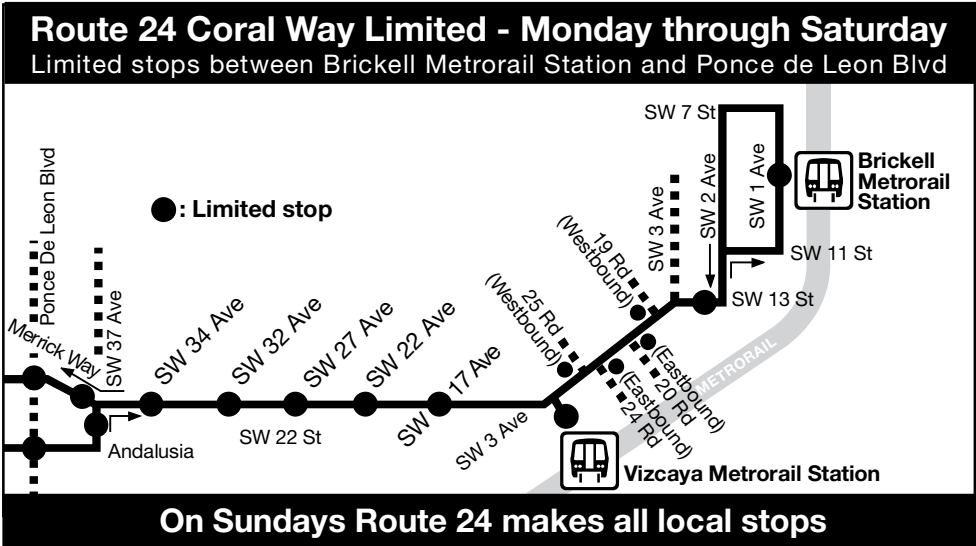 Route 24 Coral Way Limited - Monday through Saturday
Limited stops between Brickell Metrorail Station and Ponce de Leon Blvd
SW 7 St
Brickell
Metrorail
Station
SW 1 Ave
SW 2 Ave
SW 3 Ave
SW 11 St
SW 13 St
Ponce De Leon Blvd
: Limited stop
19 Rd
(Westbound)
25 Rd
(Westbound)
Merrick Way
SW 37 Ave
SW 34 Ave
SW 32 Ave
SW 27 Ave
SW 22 Ave
SW 17 Ave
METRORAIL
(Eastbound)
20 Rd
(Eastbound)
24 Rd
SW 3 Ave
SW 22 St
Andalusia
Vizcaya Metrorail Station
On Sundays Route 24 makes all local stops